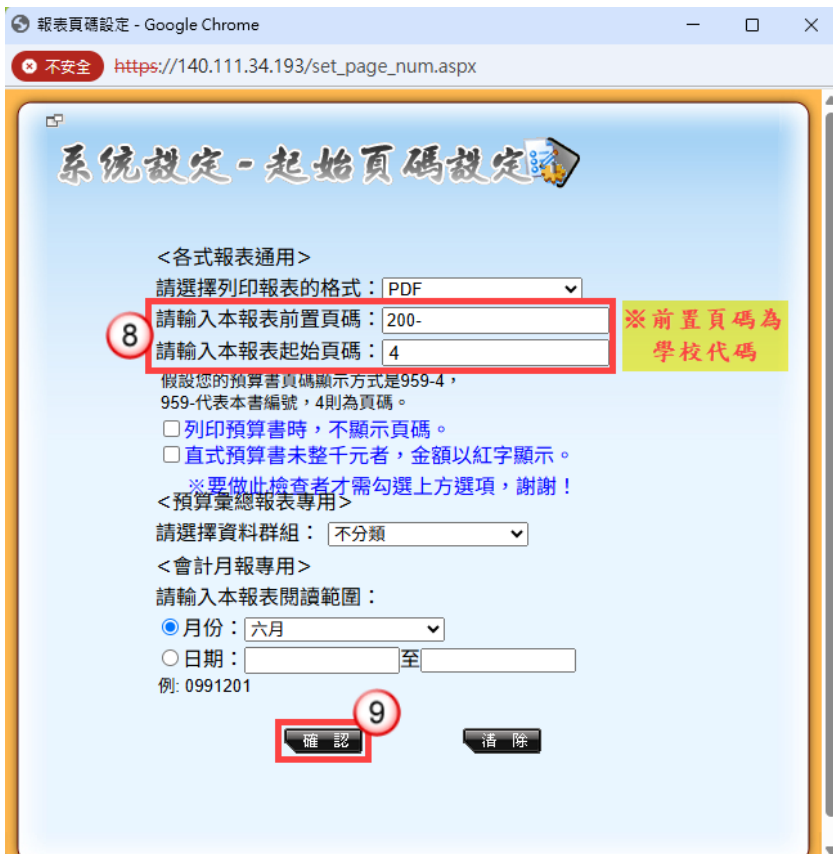 報表頁碼設定 - Google Chrome
不安全 https://140.111.34.193/set_page_num.aspx
系統設定-起始頁碼設定
<各式報表通用>
請選擇列印報表的格式：PDF
8
請輸入本報表前置頁碼：200-
請輸入本報表起始頁碼：4
※前置頁碼為
學校代碼
假設您的預算書頁碼顯示方式是959-4，
959-代表本書編號，4則為頁碼。
列印預算書時，不顯示頁碼。
直式預算書未整千元者，金額以紅字顯示。
※要做此檢查者才需勾選上方選項，謝謝！
<預算彙總報表專用>
請選擇資料群組：不分類
<會計月報專用>
請輸入本報表閱讀範圍：
月份：六月
日期：至
例: 0991201
9
確 認 清 除